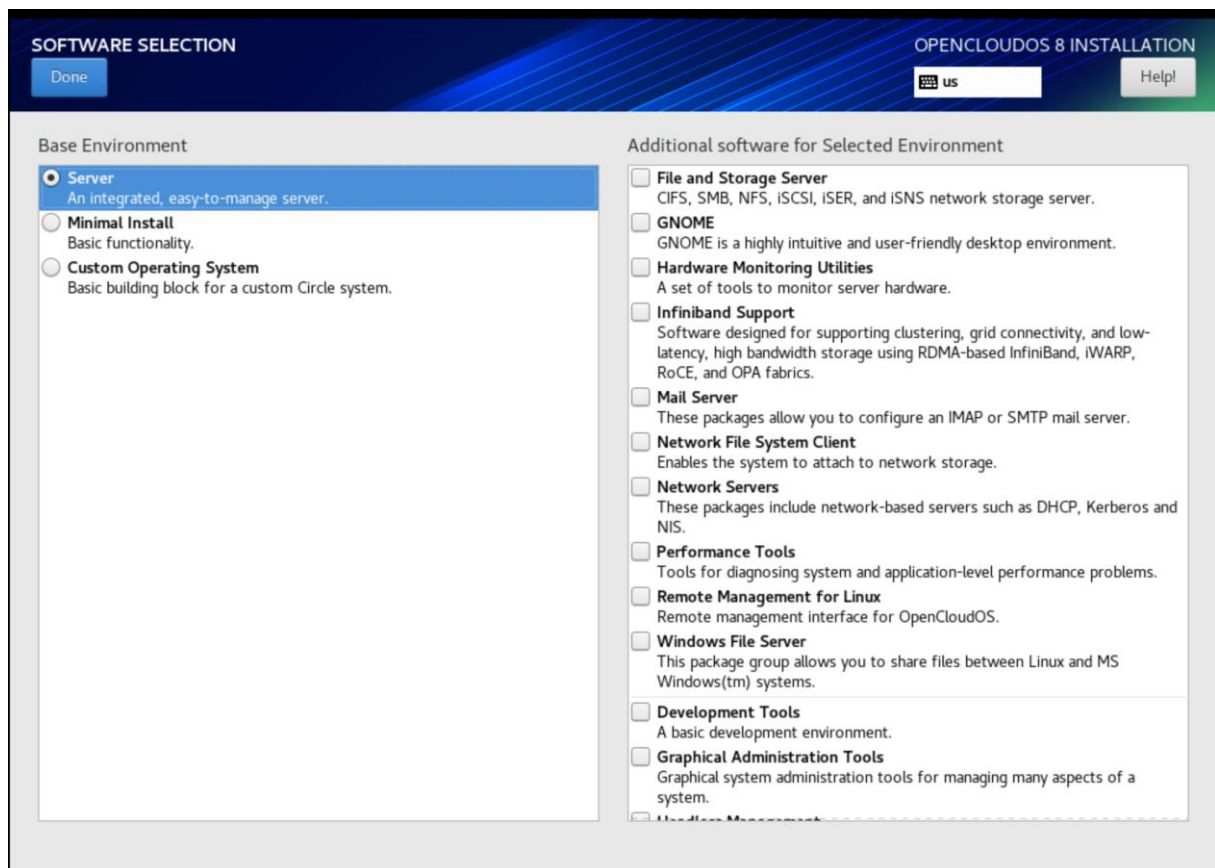 SOFTWARE SELECTION
Done
OPENCLOUDOS 8 INSTALLATION
us
Help!
Base Environment
Server
An integrated, easy-to-manage server.
Minimal Install
Basic functionality.
Custom Operating System
Basic building block for a custom Circle system.
Additional software for Selected Environment
File and Storage Server
CIFS, SMB, NFS, iSCSI, iSER, and iSNS network storage server.
GNOME
GNOME is a highly intuitive and user-friendly desktop environment.
Hardware Monitoring Utilities
A set of tools to monitor server hardware.
Infiniband Support
Software designed for supporting clustering, grid connectivity, and low-
latency, high bandwidth storage using RDMA-based InfiniBand, iWARP,
RoCE, and OPA fabrics.
Mail Server
These packages allow you to configure an IMAP or SMTP mail server.
Network File System Client
Enables the system to attach to network storage.
Network Servers
These packages include network-based servers such as DHCP, Kerberos and
NIS.
Performance Tools
Tools for diagnosing system and application-level performance problems.
Remote Management for Linux
Remote management interface for OpenCloudOS.
Windows File Server
This package group allows you to share files between Linux and MS
Windows(tm) systems.
Development Tools
A basic development environment.
Graphical Administration Tools
Graphical system administration tools for managing many aspects of a
system.
Headless Management